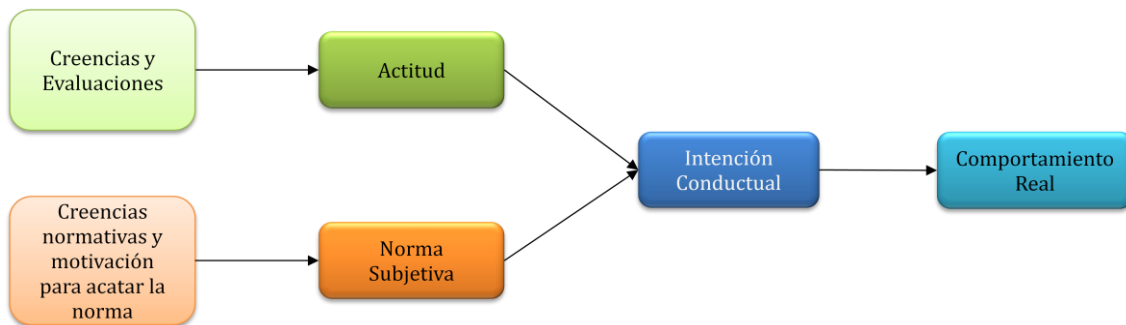 Creencias y
Evaluaciones
Actitud
Intención
Conductual
Comportamiento
Real
Creencias
normativas y
motivación
para acatar la
norma
Norma
Subjetiva